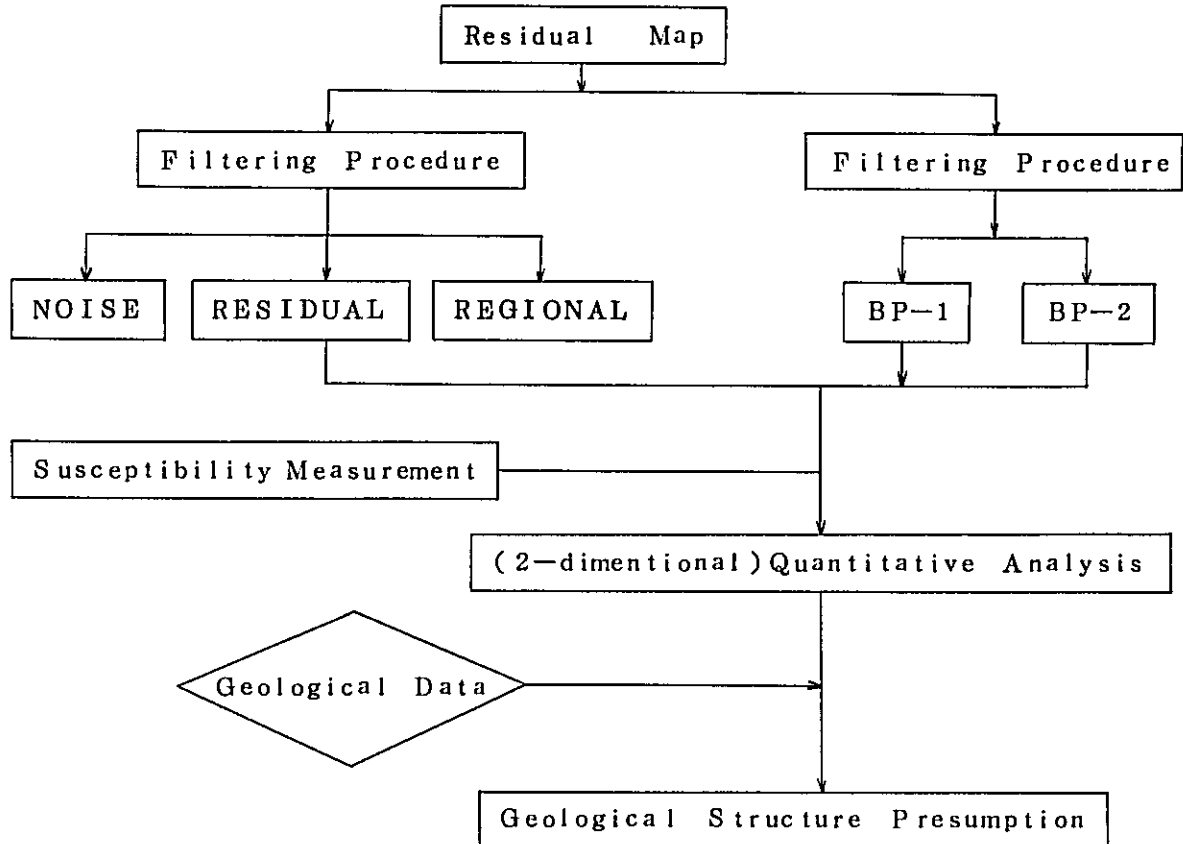 Residual Map
Filtering Procedure
Filtering Procedure
NOISE
RESIDUAL
REGIONAL
BP-1
BP-2
Susceptibility Measurement
(2-dimentional)Quantitative Analysis
Geological Data
Geological Structure Presumption